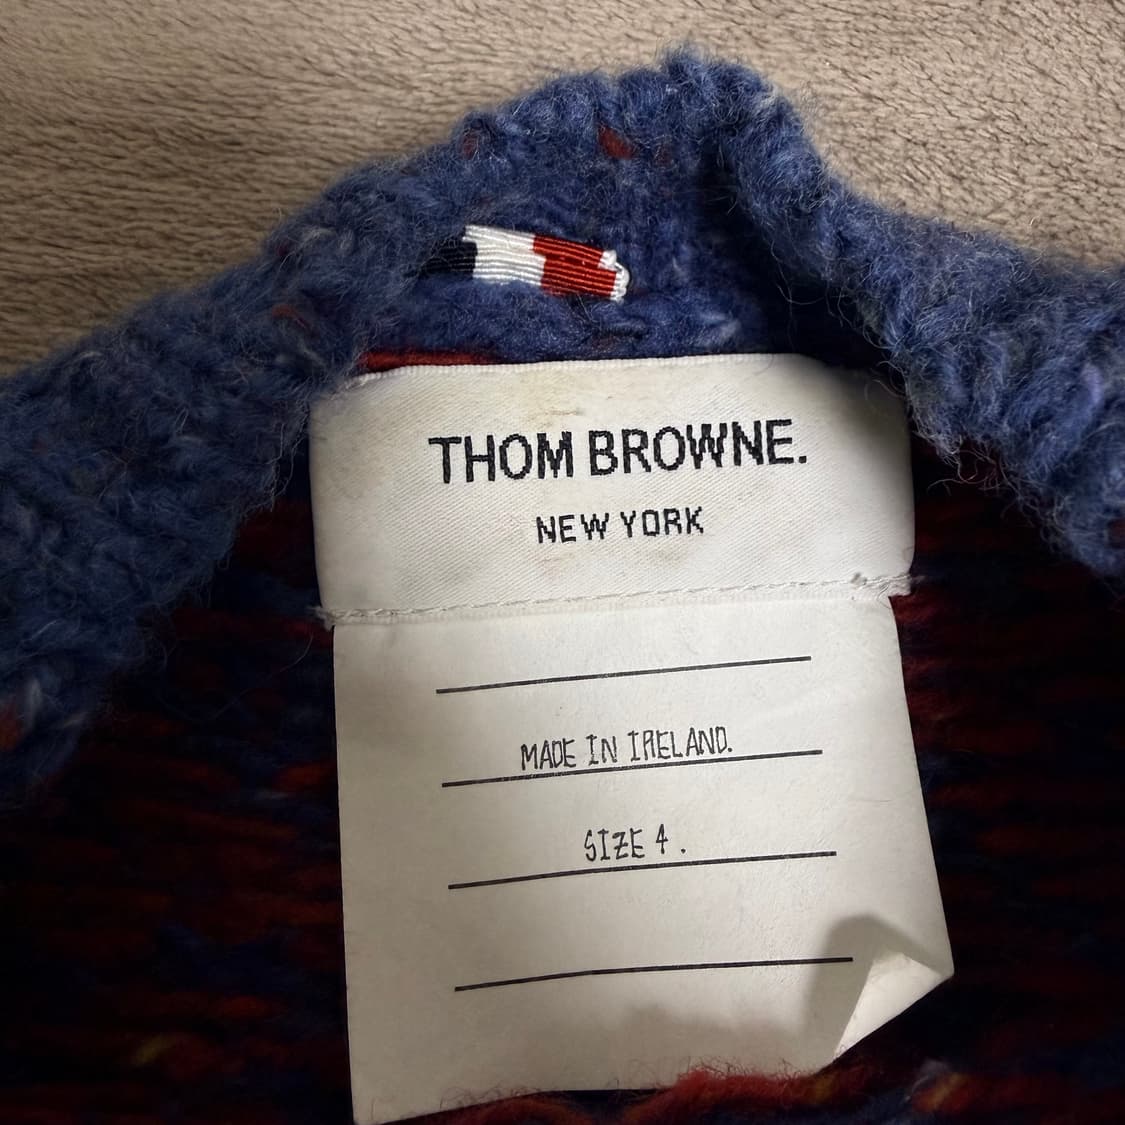 THOM BROWNE.
NEW YORK
MADE IN IRELAND.
SIZE 4.